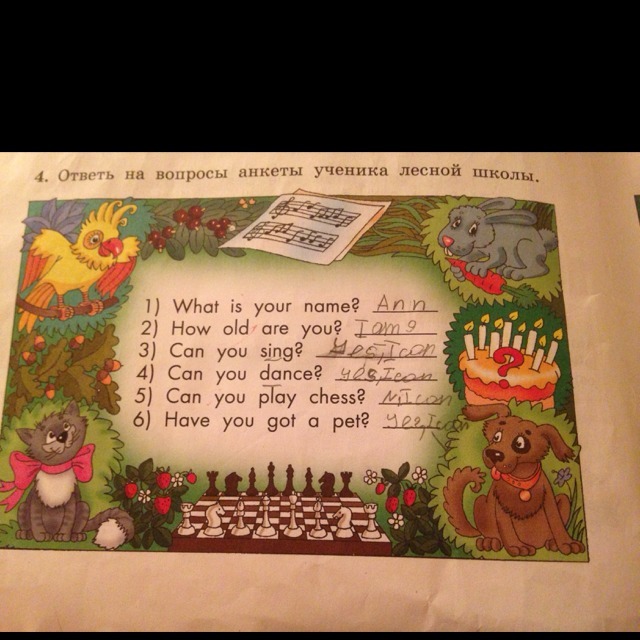 4. Ответь на вопросы анкеты ученика лесной школы.
1) What is your name? Ann
2) How old are you? I am 9
3) Can you sing? Yes, I can
4) Can you dance? yes, I can
5) Can you play chess? I can
6) Have you got a pet? yes, I
?